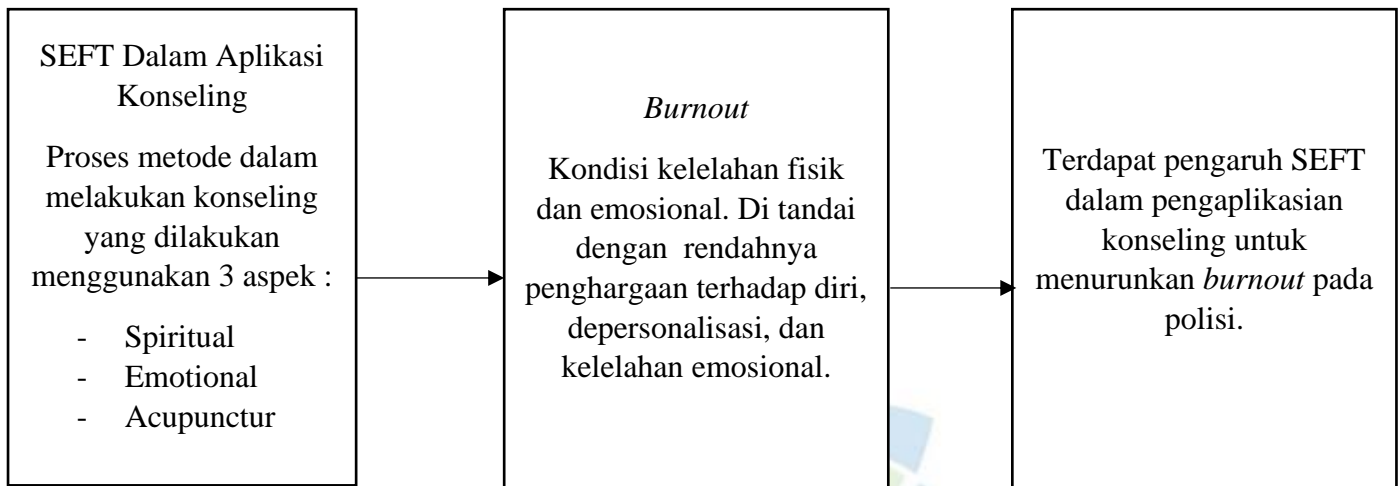 SEFT Dalam Aplikasi
Konseling
Proses metode dalam
melakukan konseling
yang dilakukan
menggunakan 3 aspek :
- Spiritual
- Emotional
- Acupunctur
Burnout
Kondisi kelelahan fisik
dan emosional. Di tandai
dengan rendahnya
penghargaan terhadap diri,
depersonalisasi, dan
kelelahan emosional.
Terdapat pengaruh SEFT
dalam pengaplikasian
konseling untuk
menurunkan burnout pada
polisi.